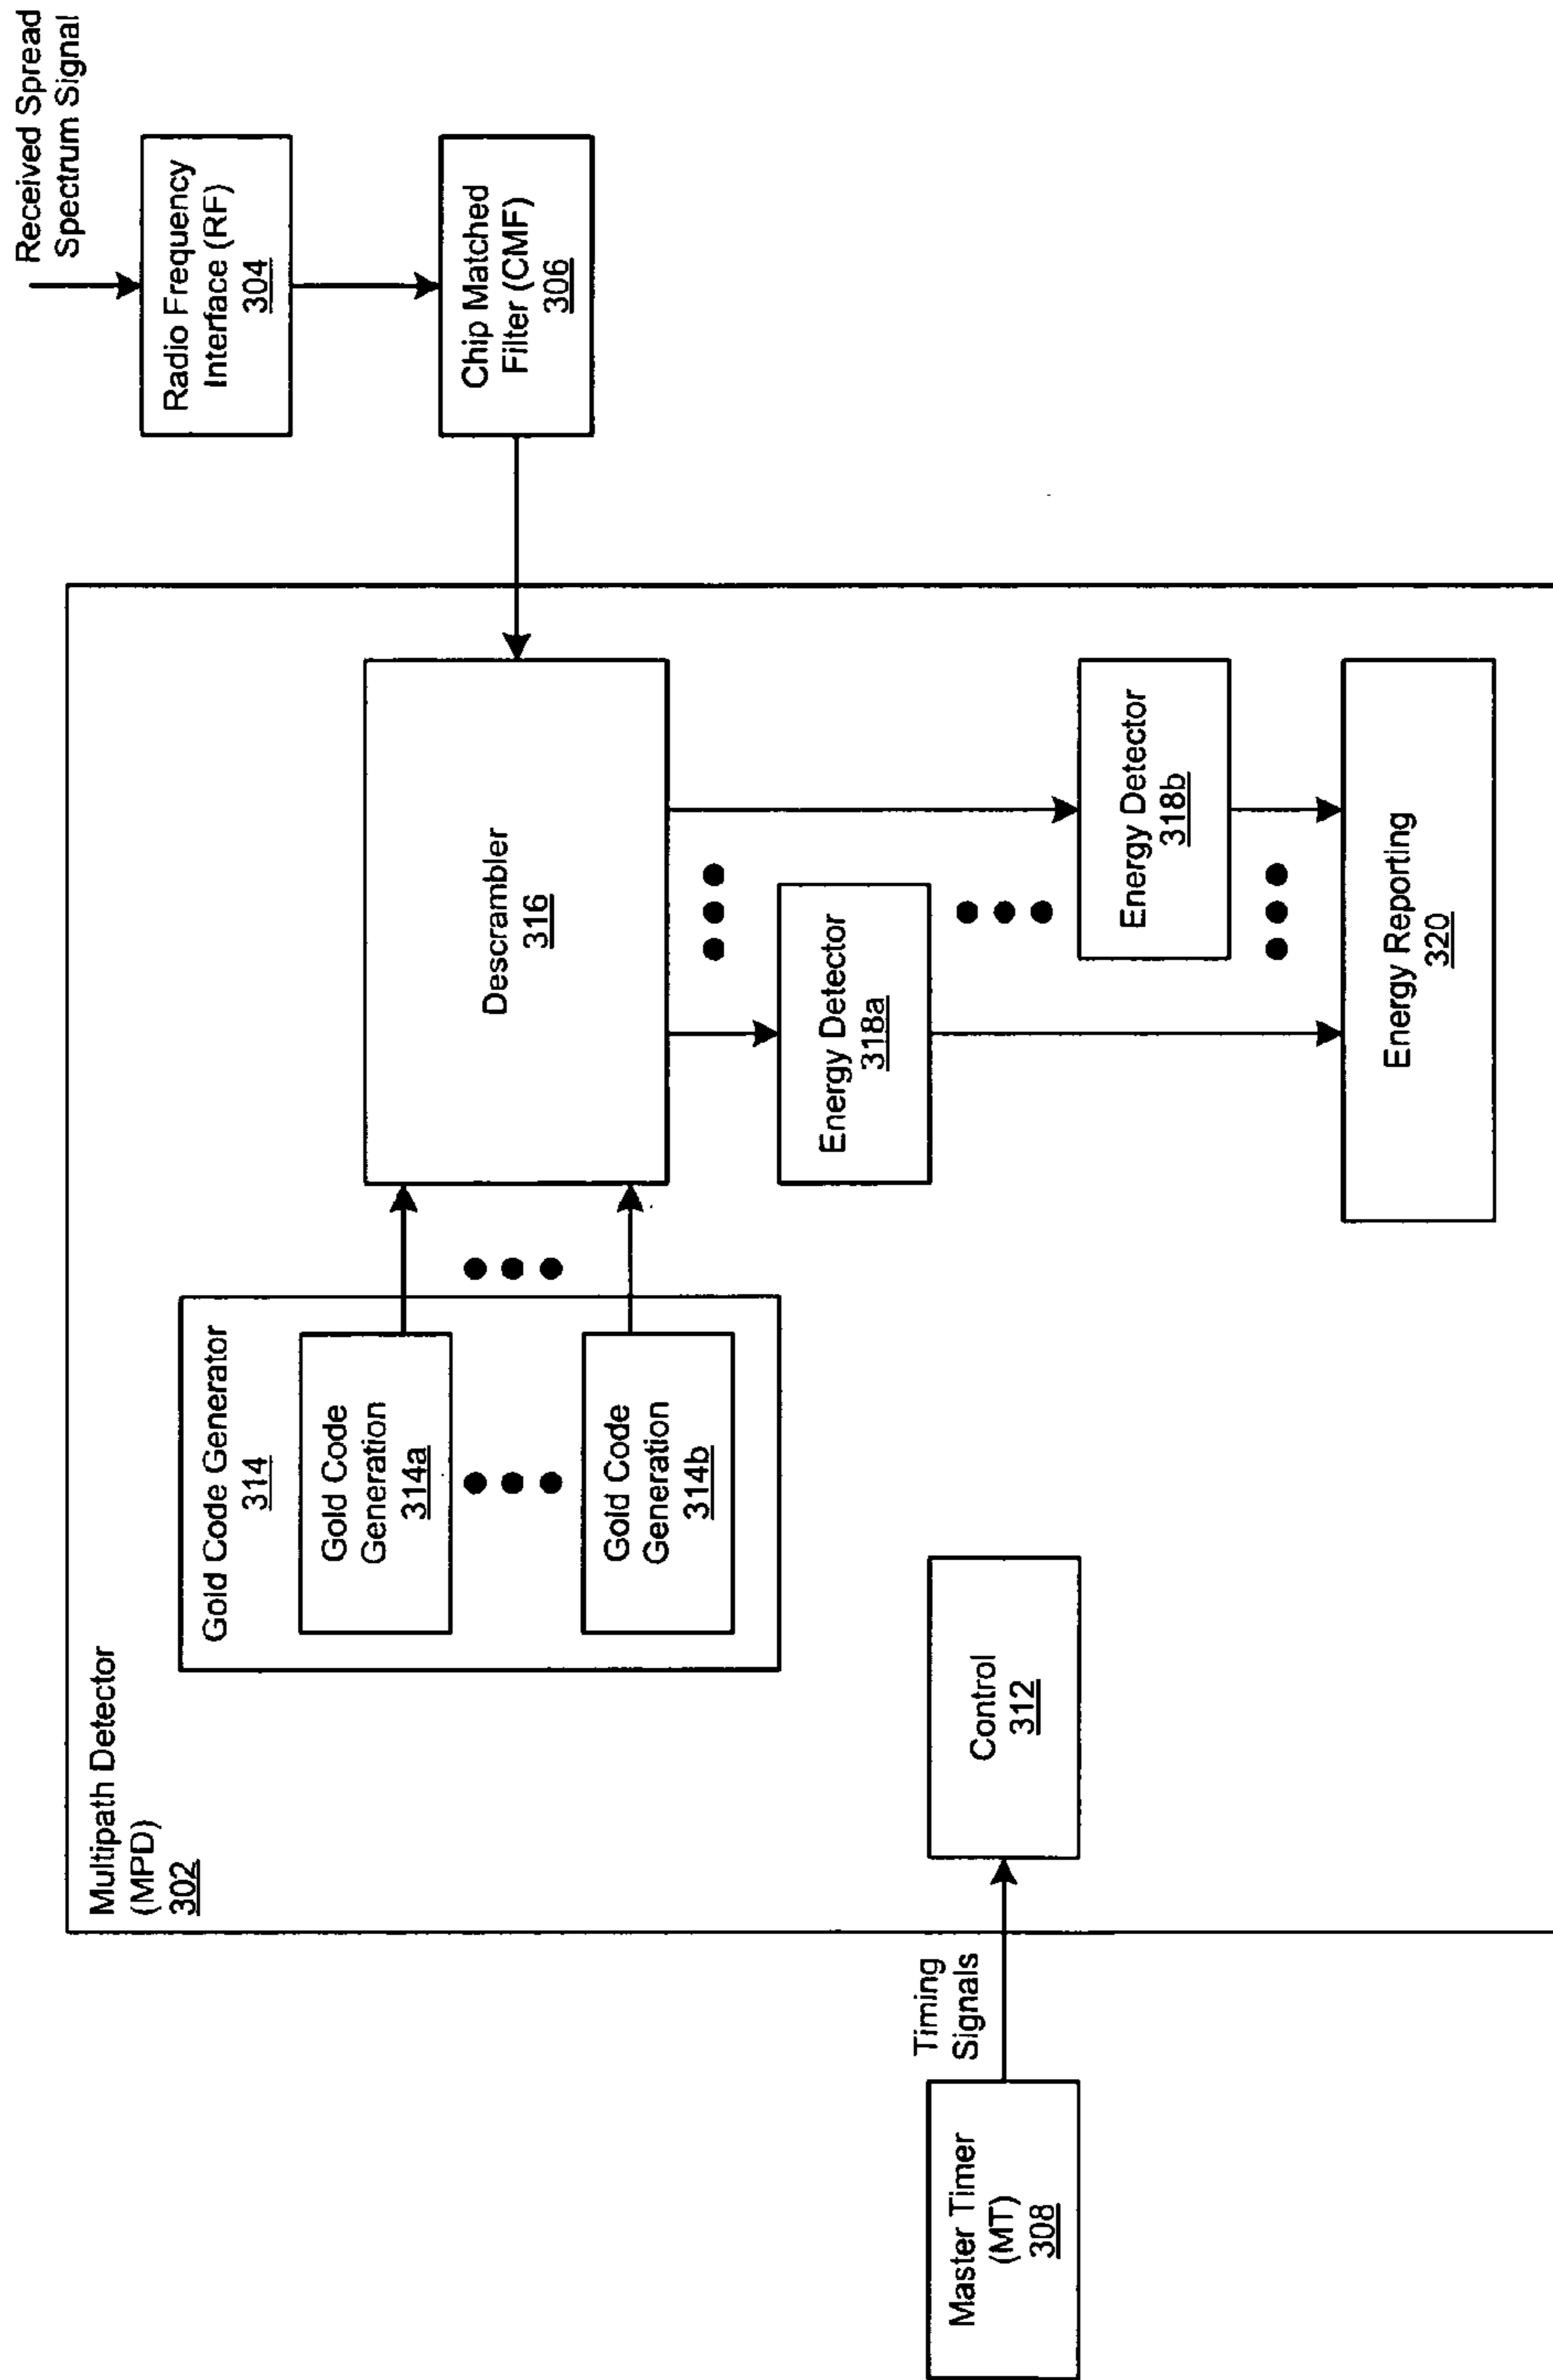 Received Spread
Spectrum Signal
Radio Frequency
Interface (RF)
304
Chip Matched
Filter (CMF)
306
Multipath Detector
(MPD)
302
Gold Code Generator
314
Gold Code
Generation
314a
Gold Code
Generation
314b
Descrambler
316
Energy Detector
318a
Energy Detector
318b
Energy Reporting
320
Control
312
Timing
Signals
Master Timer
(MT)
308